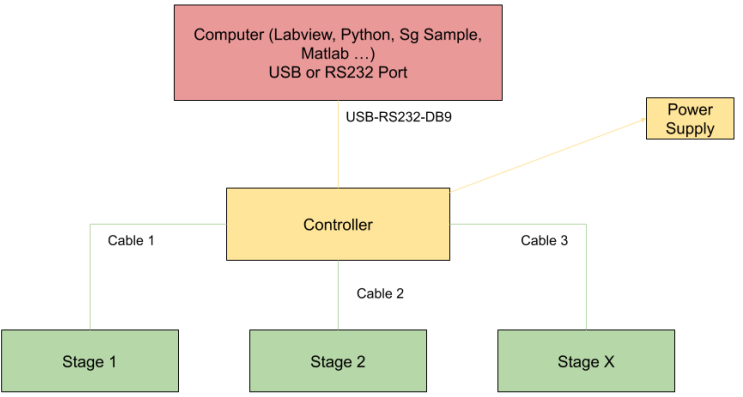 Computer (Labview, Python, Sg Sample,
Matlab …)
USB or RS232 Port
USB-RS232-DB9
Power
Supply
Controller
Cable 1
Cable 3
Cable 2
Stage 1
Stage 2
Stage X